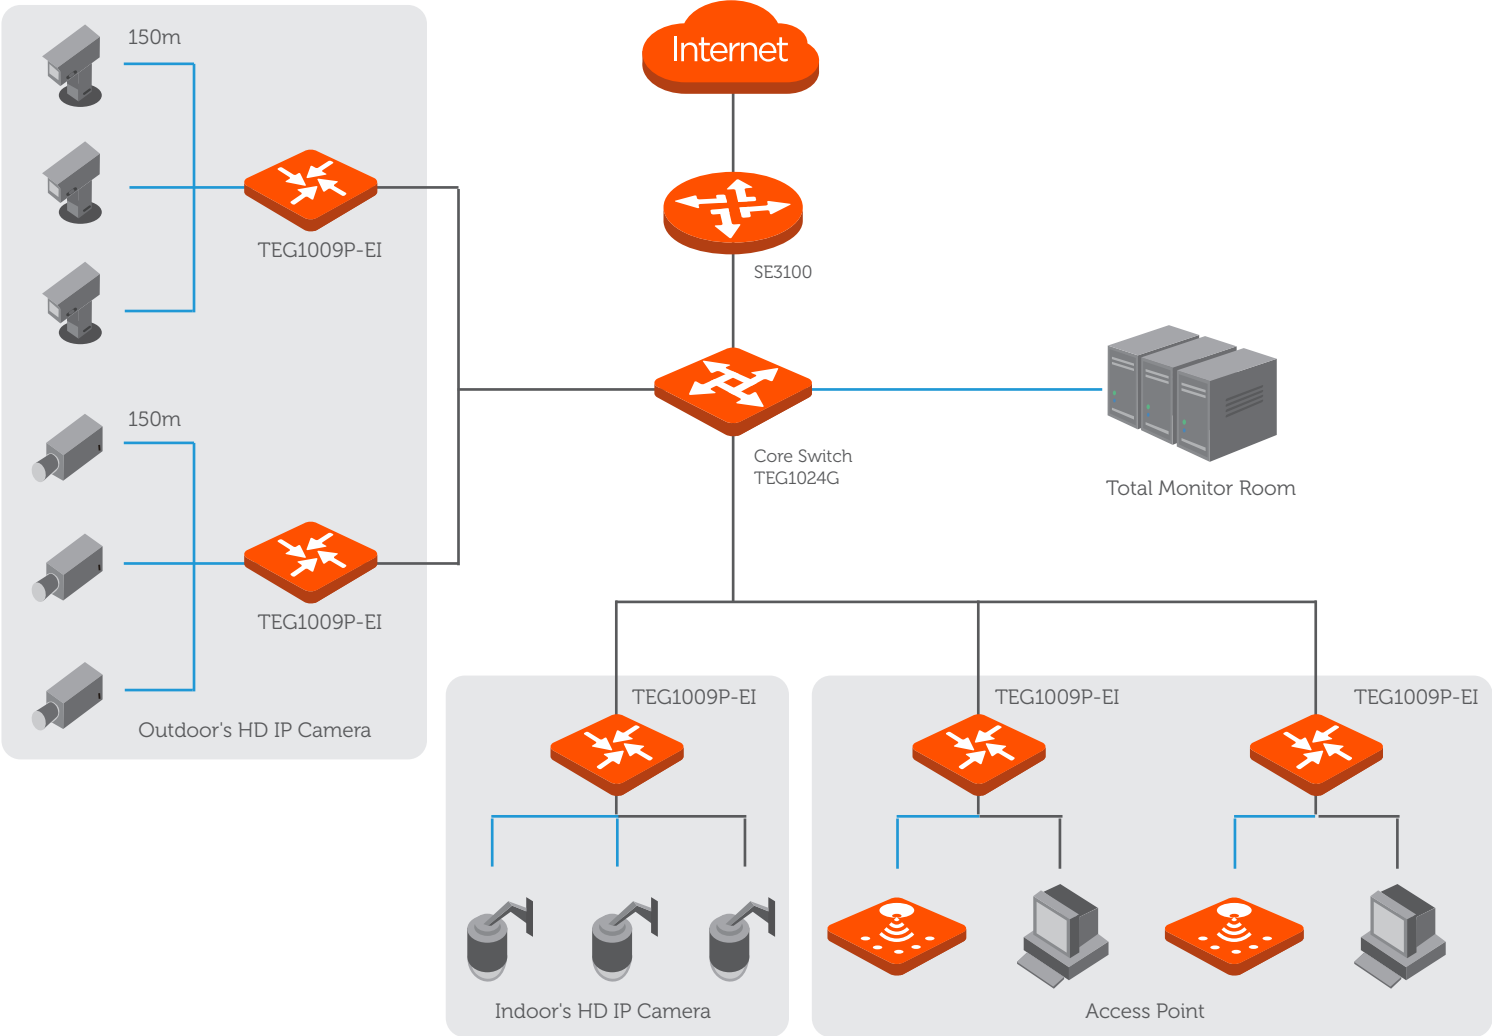 150m
Internet
TEG1009P-EI
SE3100
150m
Core Switch
TEG1024G
Total Monitor Room
TEG1009P-EI
Outdoor's HD IP Camera
TEG1009P-EI
TEG1009P-EI
TEG1009P-EI
Indoor's HD IP Camera
Access Point